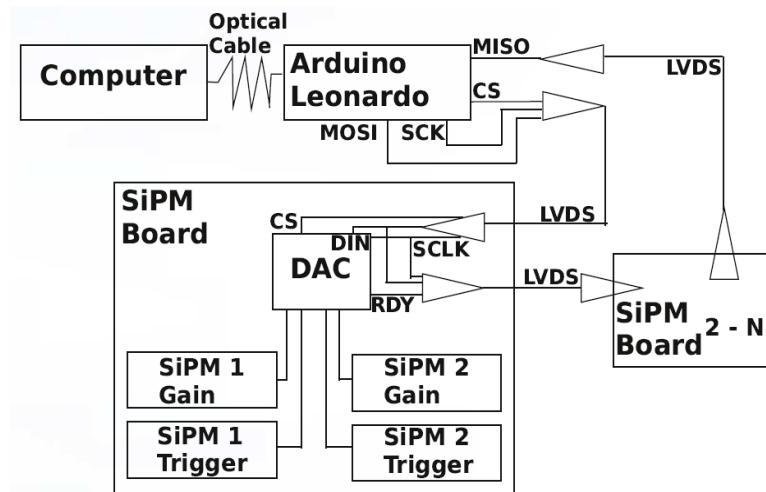 Optical
Cable
Computer
Arduino
Leonardo
MISO
LVDS
CS
MOSI SCK
SiPM
Board
CS
LVDS
DIN
SCLK
DAC
LVDS
RDY
SiPM
Board
2 - N
SiPM 1
Gain
SiPM 2
Gain
SiPM 1
Trigger
SiPM 2
Trigger